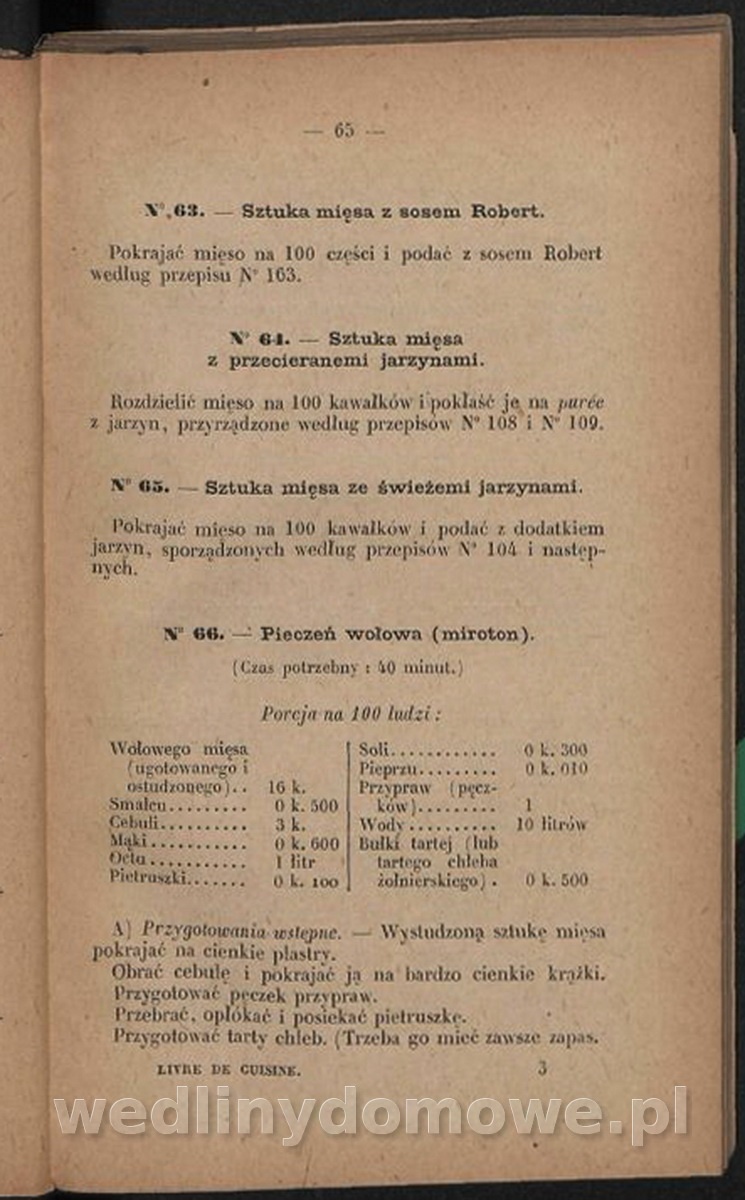 — 65 —
N° 63. — Sztuka mięsa z sosem Robert.
Pokrajać mięso na 100 części i podać z sosem Robert
według przepisu N° 163.
N° 64. — Sztuka mięsa
z przecieranemi jarzynami.
Rozdzielić mięso na 100 kawałków i pokłaść je na purée
z jarzyn, przyrządzone według przepisów N° 108 i N° 109.
N° 65. — Sztuka mięsa ze świeżemi jarzynami.
Pokrajać mięso na 100 kawałków i podać z dodatkiem
jarzyn, sporządzonych według przepisów N° 104 i następ-
nych.
N° 66. — Pieczeń wołowa (miroton).
(Czas potrzebny : 40 minut.)
Porcja na 100 ludzi :
Wołowego mięsa
(ugotowanego i
ostudzonego).. 16 k.
Smalcu......... 0 k. 500
Cebuli.......... 3 k.
Mąki........... 0 k. 600
Octu........... 1 litr
Pietruszki....... 0 k. 100
Soli............ 0 k. 300
Pieprzu......... 0 k. 010
Przypraw (pęcz-
ków)......... 1
Wody.......... 10 litrów
Bułki tartej (lub
tartego chleba
żołnierskiego) . 0 k. 500
A) Przygotowania wstępne. — Wystudzoną sztukę mięsa
pokrajać na cienkie plastry.
Obrać cebulę i pokrajać ją na bardzo cienkie krążki.
Przygotować pęczek przypraw.
Przebrać, opłókać i posiekać pietruszkę.
Przygotować tarty chleb. (Trzeba go mieć zawsze zapas.
LIVRE DE CUISINE. 3
wedlinydomowe.pl